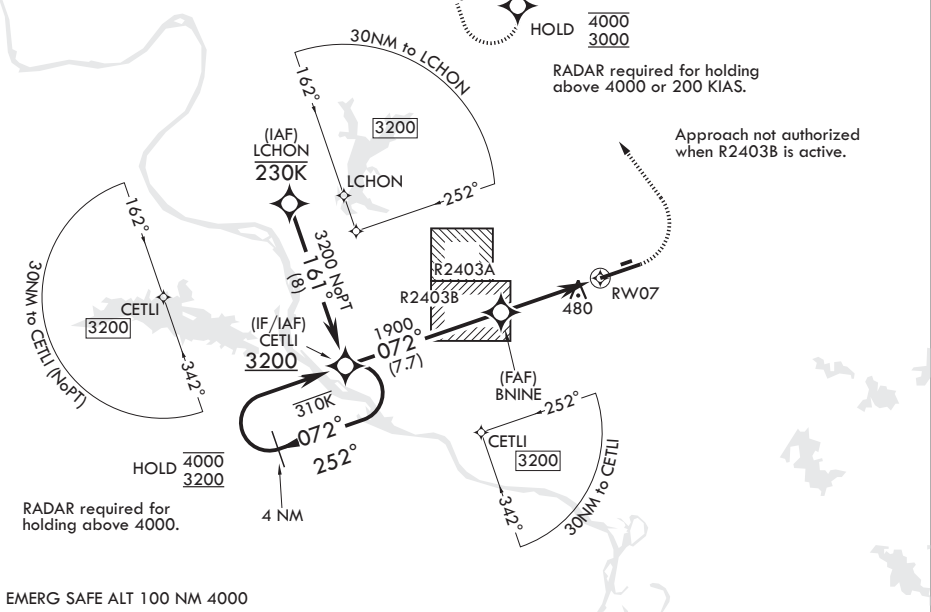 HOLD 4000
3000
RADAR required for holding
above 4000 or 200 KIAS.
30NM to LCHON
162°
3200
LCHON
252°
(IAF)
LCHON
230K
Approach not authorized
when R2403B is active.
3200 NoPT
161°
(8)
162°
30NM to CETLI (NoPT)
CETLI
3200
342°
R2403A
R2403B
480
RW07
(IF/IAF)
CETLI
3200
1900
072°
(7.7)
(FAF)
BNINE
310K
072°
252°
HOLD 4000
3200
RADAR required for
holding above 4000.
4 NM
252°
CETLI
3200
342°
30NM to CETLI
EMERG SAFE ALT 100 NM 4000